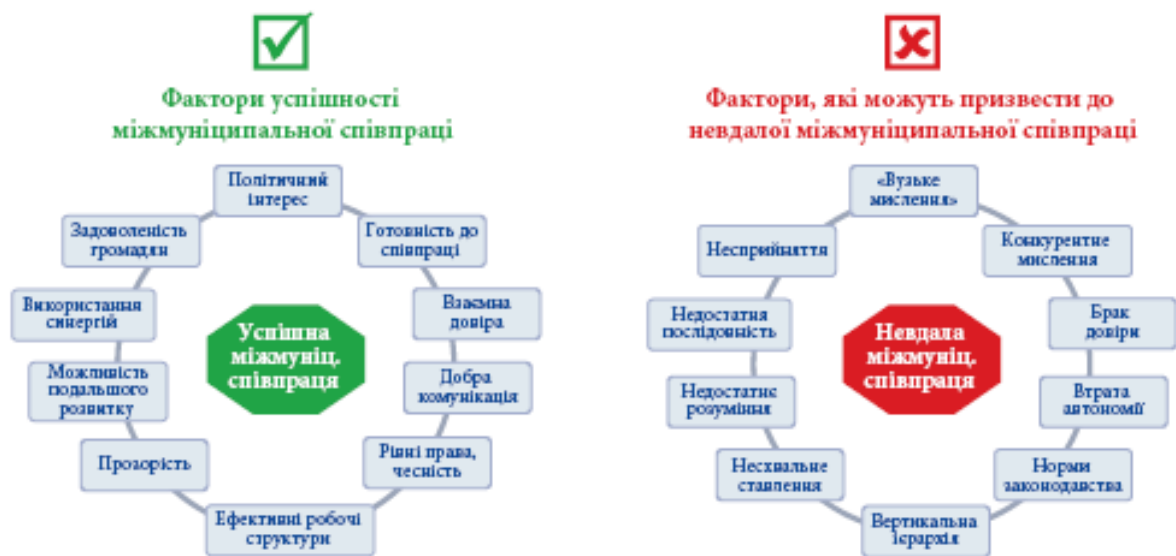 Фактори успішності
міжмуніципальної співпраці
Політичний
інтерес
Готовність до
співпраці
Взаємна
довіра
Добра
комунікація
Рівні права,
чесність
Ефективні робочі
структури
Прозорість
Можливість
подальшого
розвитку
Використання
синергій
Задоволеність
громадян
Успішна
міжмуніц.
співпраця
Фактори, які можуть призвести до
невдалої міжмуніципальної співпраці
«Вузьке
мислення»
Конкурентне
мислення
Брак
довіри
Втрата
автономії
Норми
законодавства
Вертикальна
ієрархія
Несхвальне
ставлення
Недостатнє
розуміння
Недостатня
послідовність
Несприйняття
Невдала
міжмуніц.
співпраця